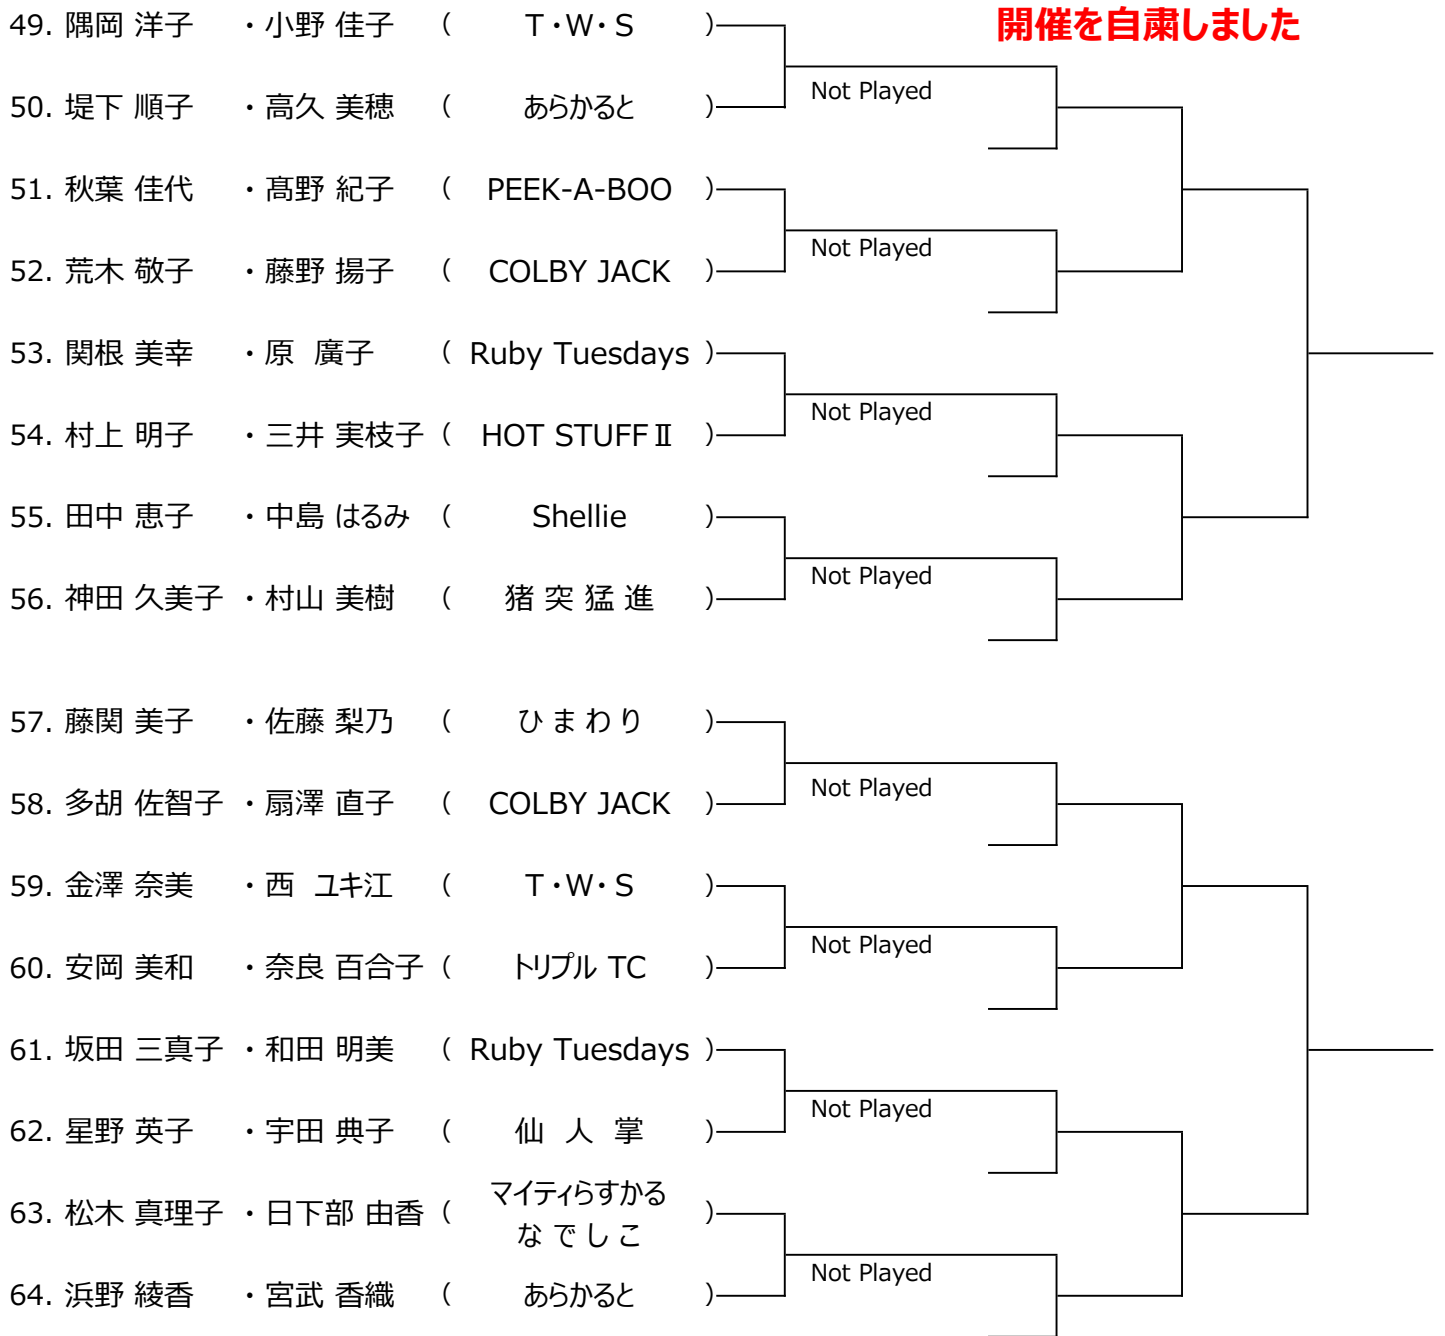 開催を自粛しました
49. 隅岡 洋子 ・小野 佳子 ( T・W・S )
Not Played
50. 堤下 順子 ・高久 美穂 ( あらかると )
51. 秋葉 佳代 ・髙野 紀子 ( PEEK-A-BOO )
Not Played
52. 荒木 敬子 ・藤野 揚子 ( COLBY JACK )
53. 関根 美幸 ・原 廣子 ( Ruby Tuesdays )
Not Played
54. 村上 明子 ・三井 実枝子 ( HOT STUFFⅡ )
55. 田中 恵子 ・中島 はるみ ( Shellie )
Not Played
56. 神田 久美子 ・村山 美樹 ( 猪 突 猛 進 )
57. 藤関 美子 ・佐藤 梨乃 ( ひ ま わ り )
Not Played
58. 多胡 佐智子 ・扇澤 直子 ( COLBY JACK )
59. 金澤 奈美 ・西 ユキ江 ( T・W・S )
Not Played
60. 安岡 美和 ・奈良 百合子 ( トリプル TC )
61. 坂田 三真子 ・和田 明美 ( Ruby Tuesdays )
Not Played
62. 星野 英子 ・宇田 典子 ( 仙 人 掌 )
63. 松木 真理子 ・日下部 由香 ( マイティらすかる
な で し こ )
Not Played
64. 浜野 綾香 ・宮武 香織 ( あらかると )